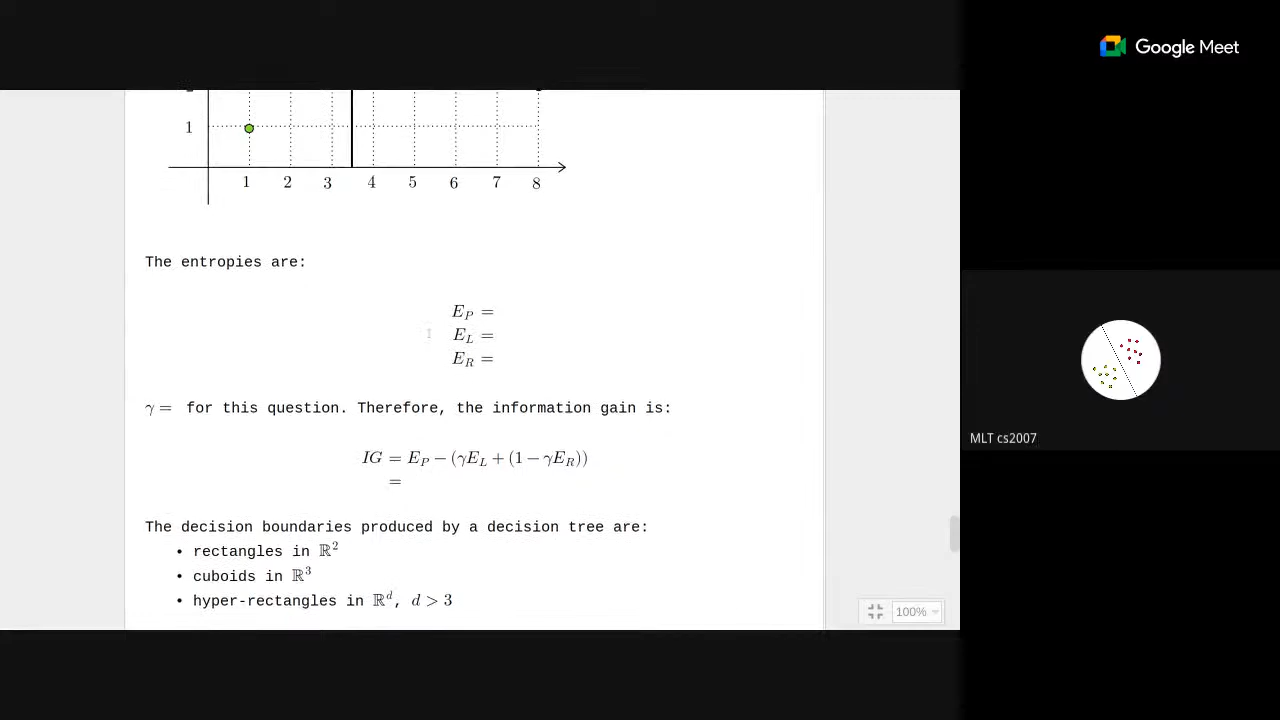 Google Meet
1
1 2 3 4 5 6 7 8
The entropies are:
E_P =
E_L =
E_R =
γ = for this question. Therefore, the information gain is:
IG = E_P − (γE_L + (1 − γE_R))
=
MLT cs2007
The decision boundaries produced by a decision tree are:
• rectangles in ℝ²
• cuboids in ℝ³
• hyper-rectangles in ℝᵈ, d > 3
100%